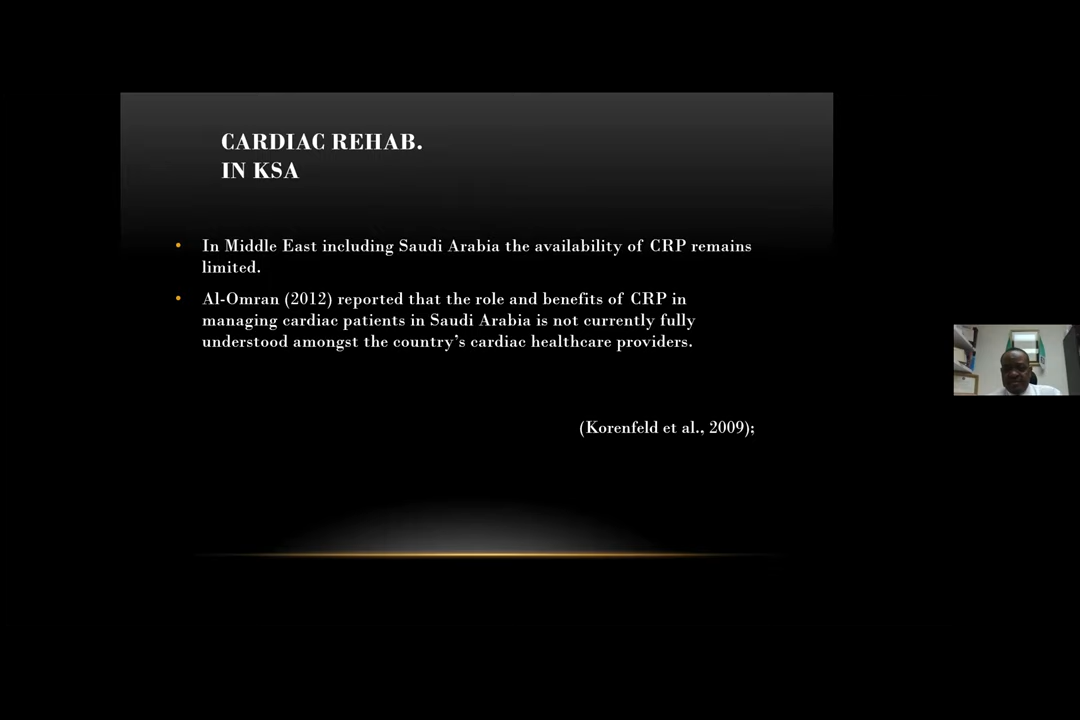 CARDIAC REHAB.
IN KSA
• In Middle East including Saudi Arabia the availability of CRP remains
limited.
• Al-Omran (2012) reported that the role and benefits of CRP in
managing cardiac patients in Saudi Arabia is not currently fully
understood amongst the country's cardiac healthcare providers.
(Korenfeld et al., 2009);